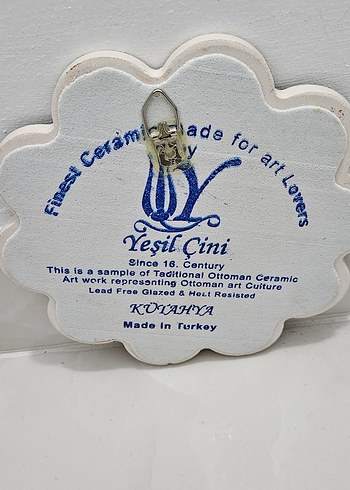 Finest Ceramic Made for art Lovers
by
Yeşil Çini
Since 16. Century
This is a sample of Taditional Ottoman Ceramic
Art work representing Ottoman art Culture
Lead Free Glazed & Heat Resisted
KÜTAHYA
Made In Turkey